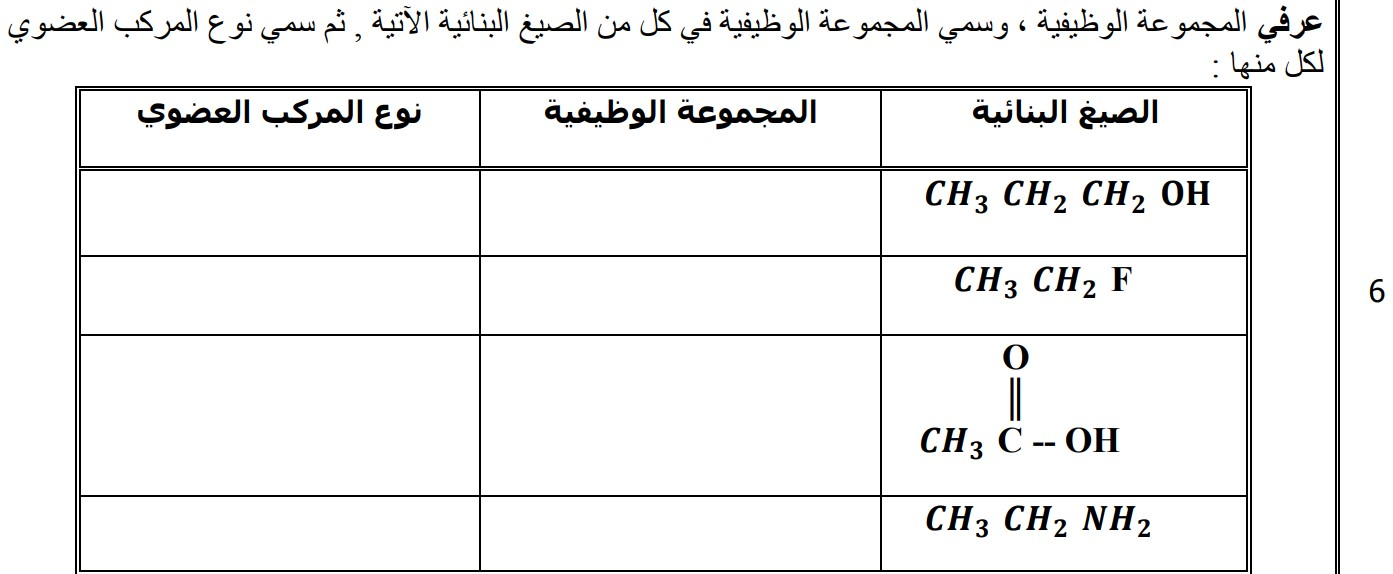 عرفي المجموعة الوظيفية ، وسمي المجموعة الوظيفية في كل من الصيغ البنائية الآتية , ثم سمي نوع المركب العضوي
لكل منها :
الصيغ البنائية المجموعة الوظيفية نوع المركب العضوي
CH₃ CH₂ CH₂ OH
CH₃ CH₂ F
6
O
||
CH₃ C -- OH
CH₃ CH₂ NH₂